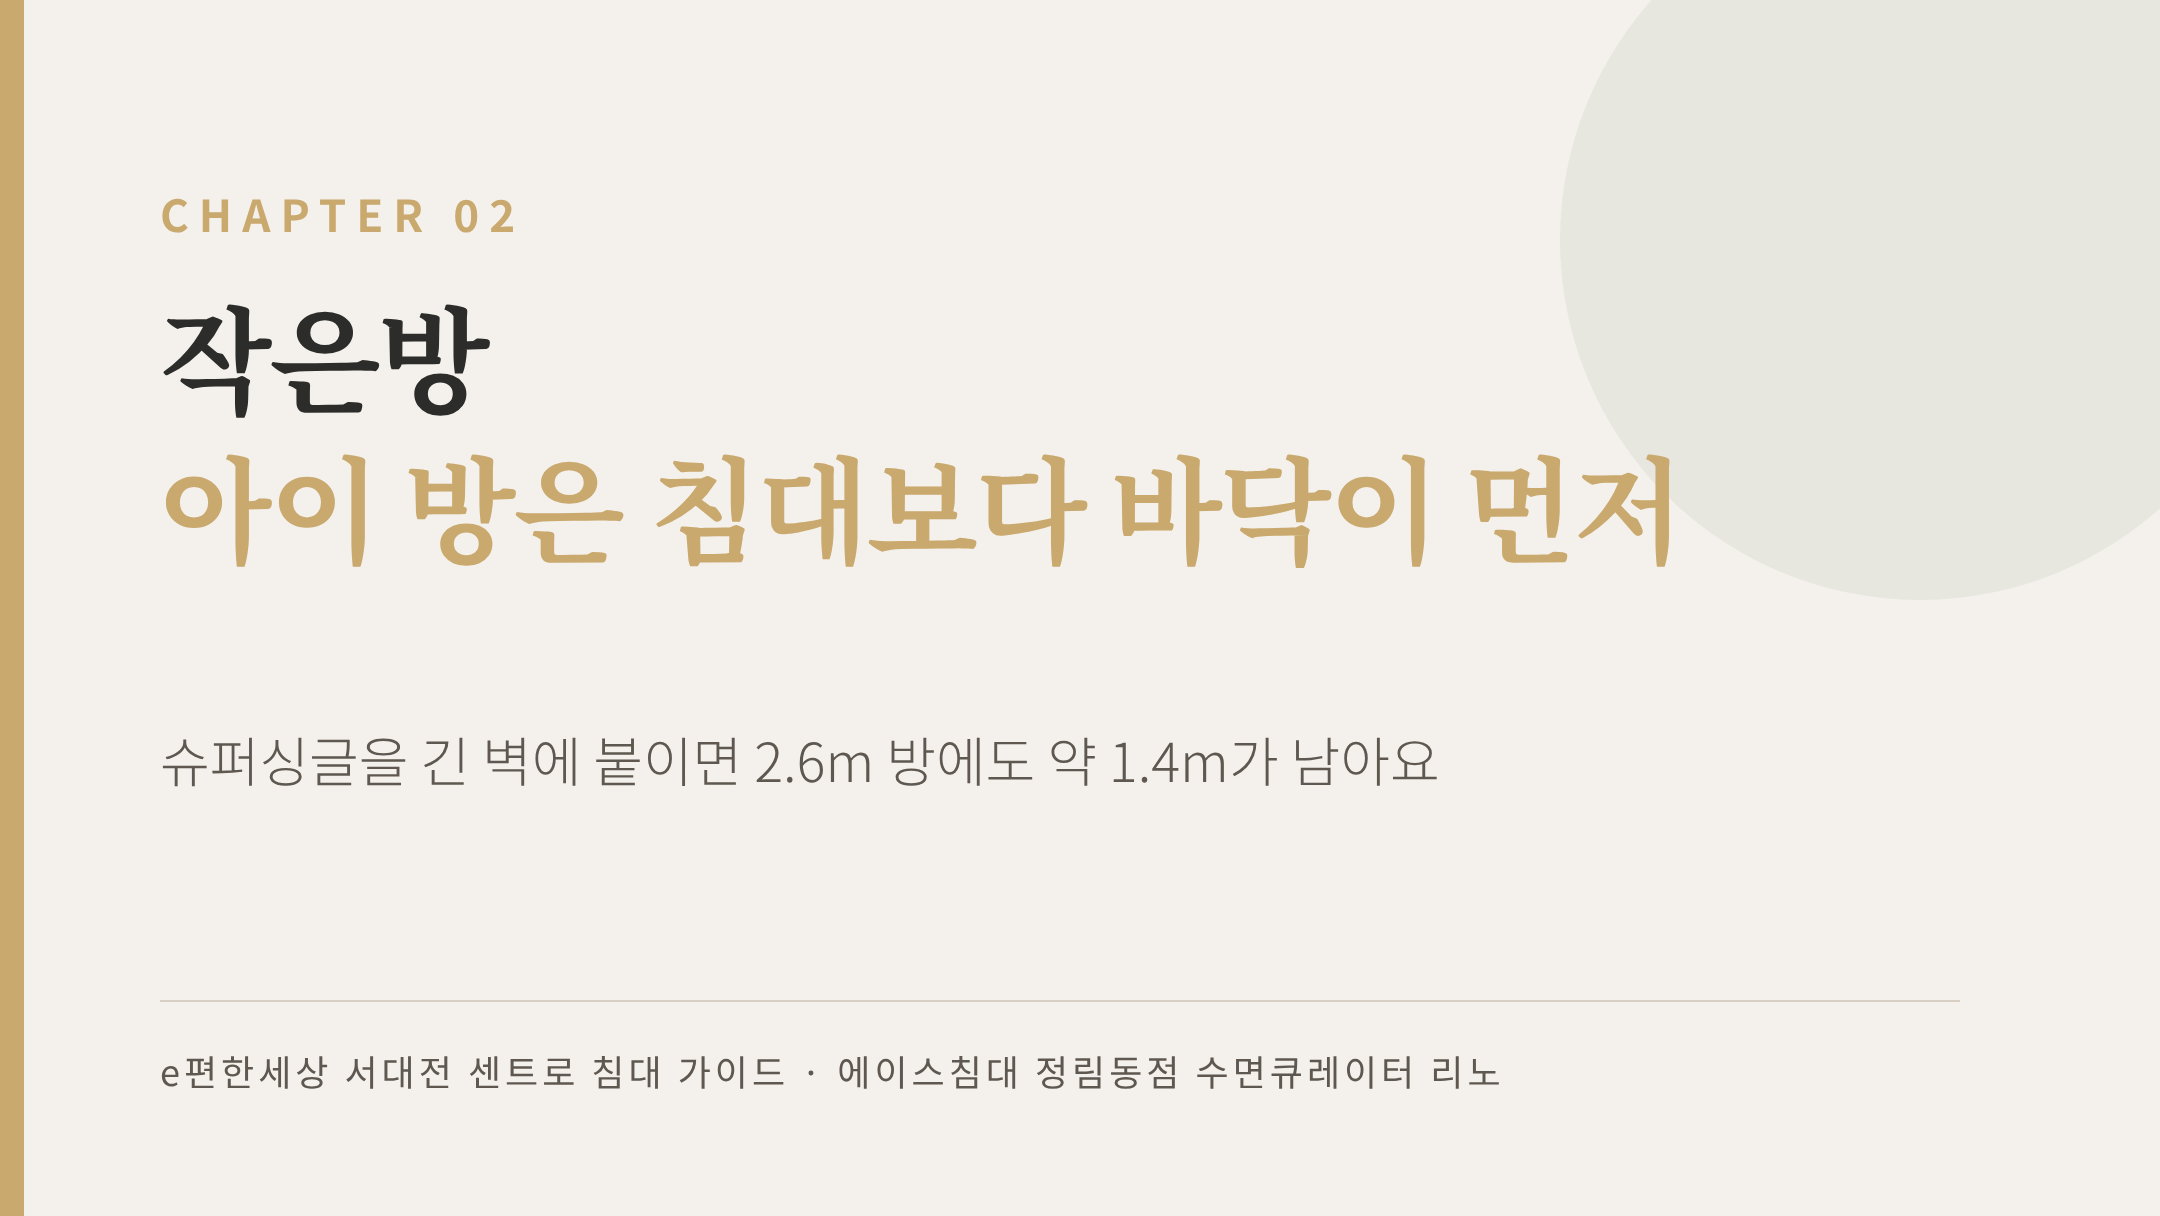 CHAPTER 02
작은방
아이 방은 침대보다 바닥이 먼저
슈퍼싱글을 긴 벽에 붙이면 2.6m 방에도 약 1.4m가 남아요
e편한세상 서대전 센트로 침대 가이드 · 에이스침대 정림동점 수면큐레이터 리노